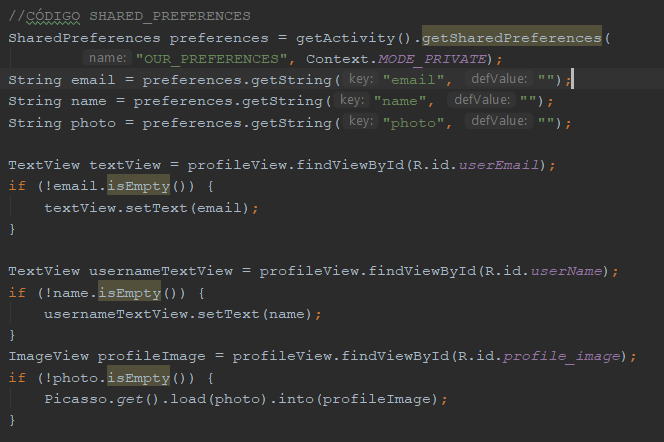 //CÓDIGO SHARED_PREFERENCES
SharedPreferences preferences = getActivity().getSharedPreferences(
name: "OUR_PREFERENCES", Context.MODE_PRIVATE);
String email = preferences.getString( key: "email", defValue: "");
String name = preferences.getString( key: "name", defValue: "");
String photo = preferences.getString( key: "photo", defValue: "");
TextView textView = profileView.findViewById(R.id.userEmail);
if (!email.isEmpty()) {
textView.setText(email);
}
TextView usernameTextView = profileView.findViewById(R.id.userName);
if (!name.isEmpty()) {
usernameTextView.setText(name);
}
ImageView profileImage = profileView.findViewById(R.id.profile_image);
if (!photo.isEmpty()) {
Picasso.get().load(photo).into(profileImage);
}